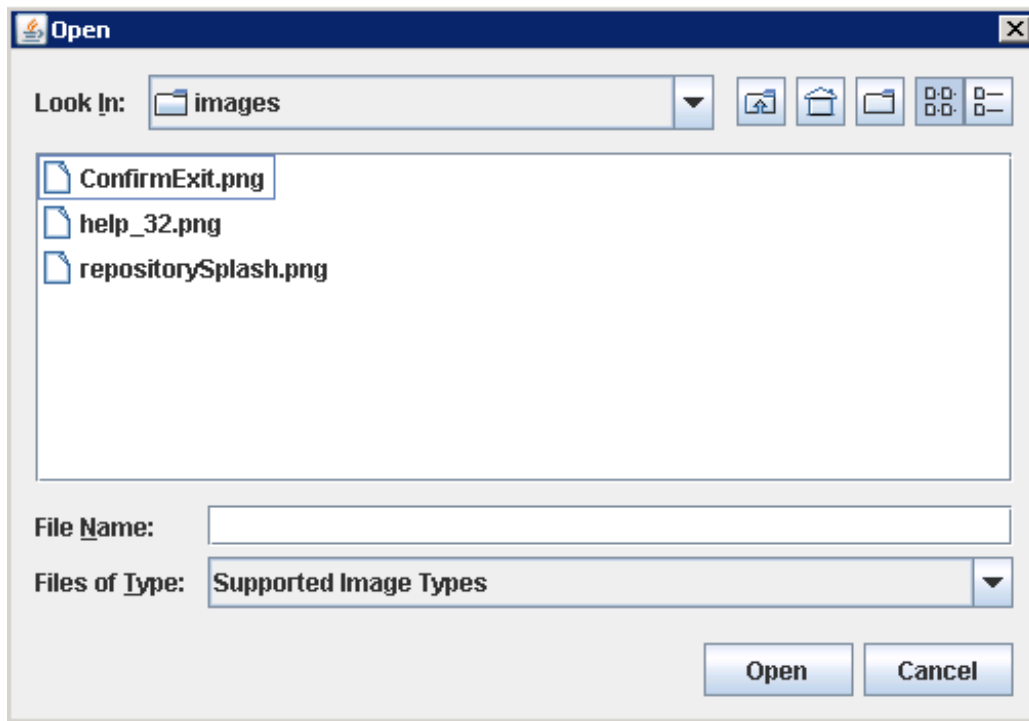 Open
Look In: images
ConfirmExit.png
help_32.png
repositorySplash.png
File Name:
Files of Type: Supported Image Types
Open Cancel